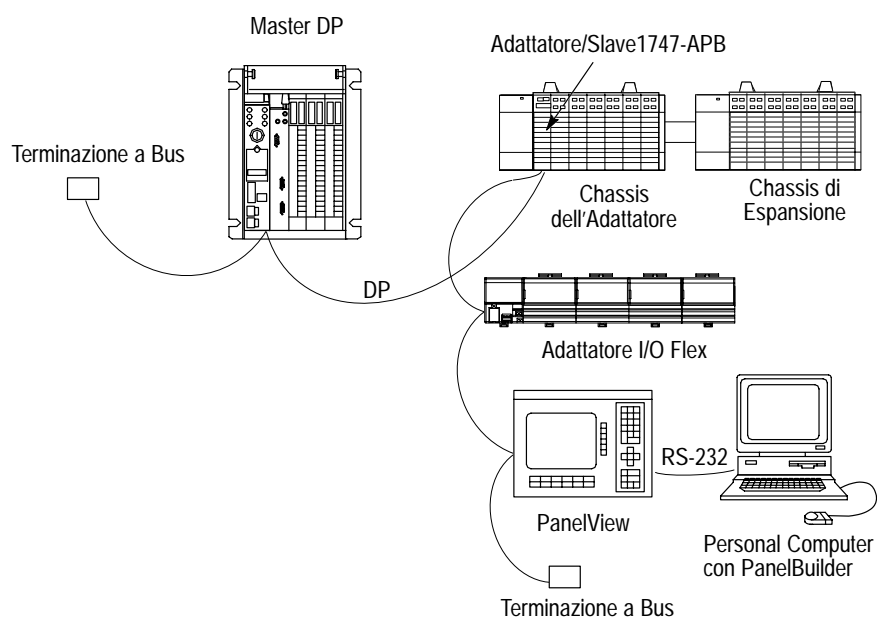 Master DP
Adattatore/Slave1747-APB
Terminazione a Bus
Chassis
dell'Adattatore
Chassis di
Espansione
DP
Adattatore I/O Flex
RS-232
PanelView
Personal Computer
con PanelBuilder
Terminazione a Bus